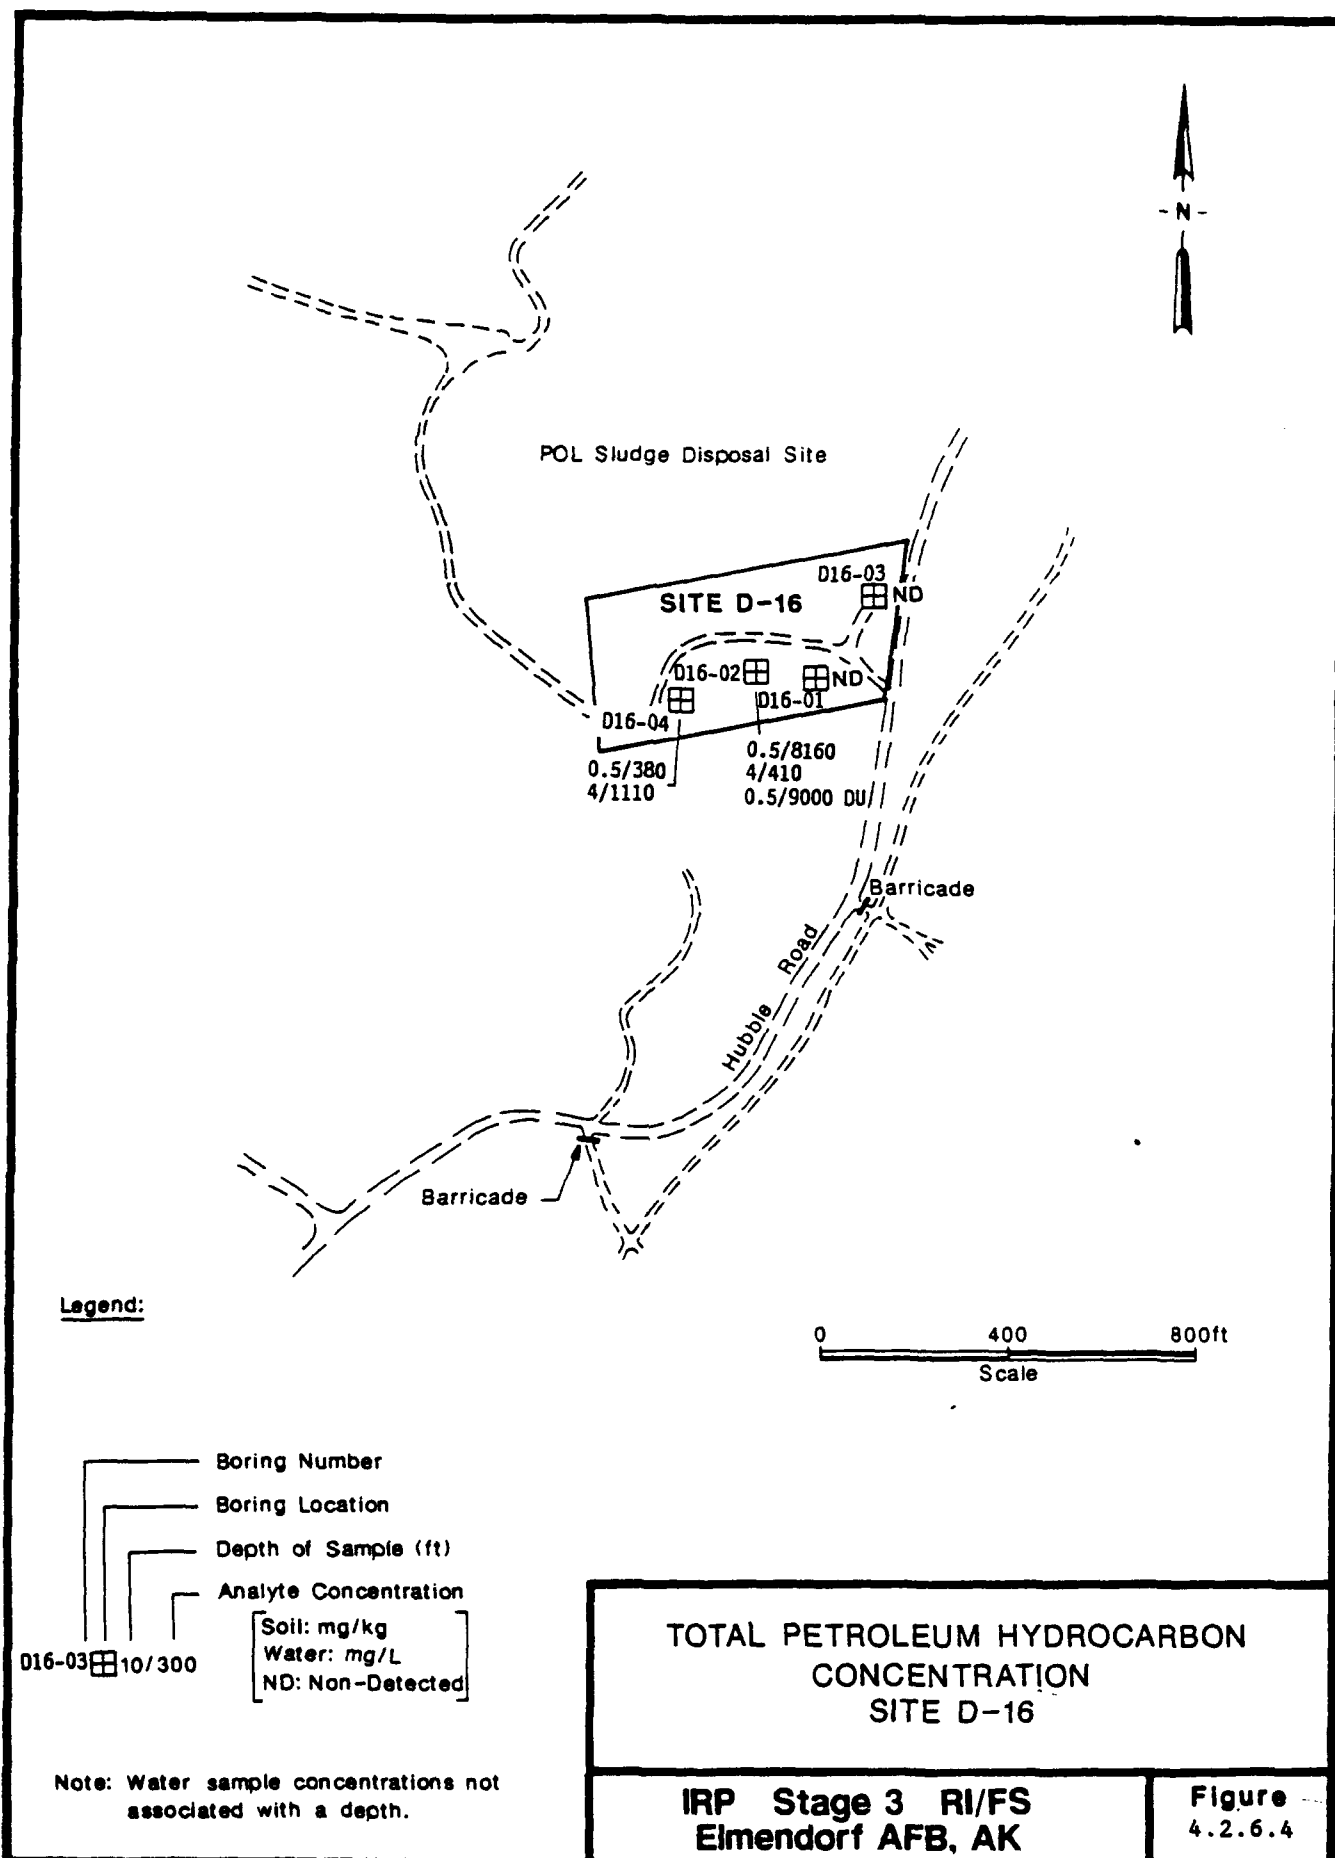 - N -
POL Sludge Disposal Site
D16-03
ND
SITE D-16
D16-02
ND
D16-01
D16-04
0.5/380
4/1110
0.5/8160
4/410
0.5/9000 DU
Barricade
Hubble Road
Barricade
Legend:
0 400 800ft
Scale
Boring Number
Boring Location
Depth of Sample (ft)
Analyte Concentration
Soil: mg/kg
Water: mg/L
ND: Non-Detected
D16-03 10/300
Note: Water sample concentrations not
associated with a depth.
TOTAL PETROLEUM HYDROCARBON
CONCENTRATION
SITE D-16
IRP Stage 3 RI/FS
Elmendorf AFB, AK
Figure
4.2.6.4